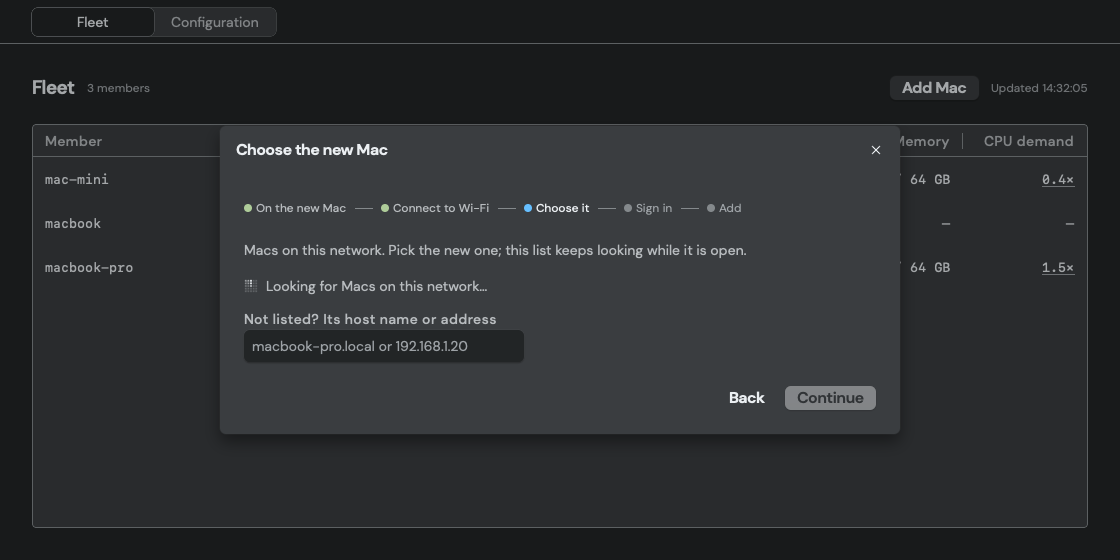 Fleet Configuration
Fleet 3 members Add Mac Updated 14:32:05
Member Memory CPU demand
Choose the new Mac ×
mac-mini 64 GB 0.4×
On the new Mac Connect to Wi-Fi Choose it Sign in Add
macbook — —
Macs on this network. Pick the new one; this list keeps looking while it is open.
macbook-pro 64 GB 1.5×
Looking for Macs on this network...
Not listed? Its host name or address
macbook-pro.local or 192.168.1.20
Back Continue